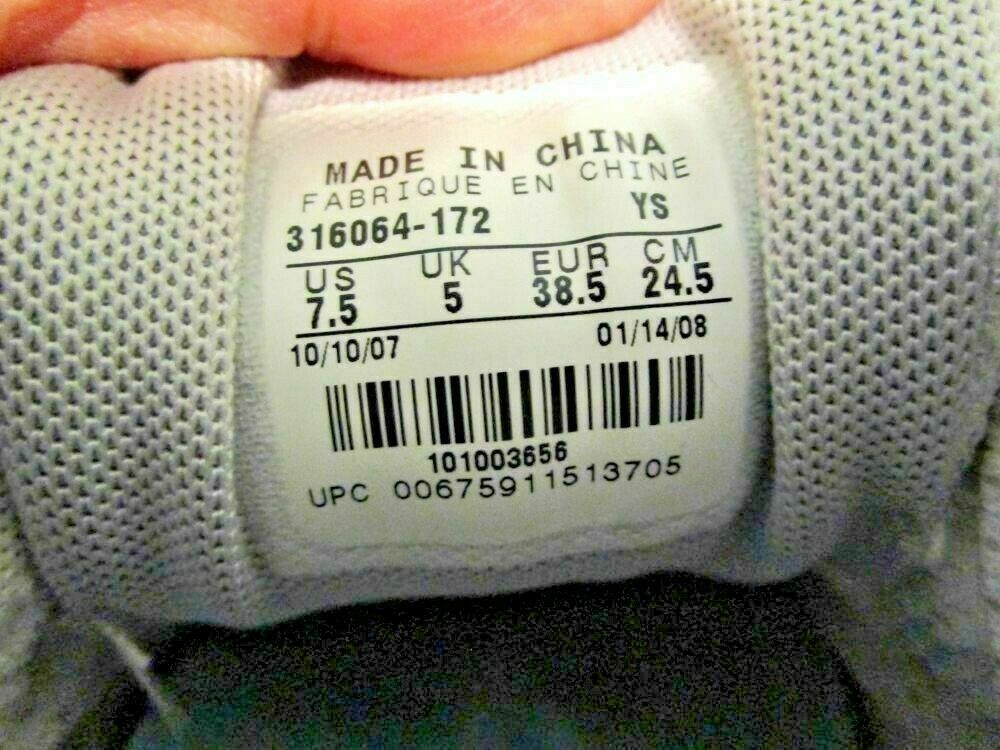 MADE IN CHINA
FABRIQUE EN CHINE
316064-172 YS
US UK EUR CM
7.5 5 38.5 24.5
10/10/07 01/14/08
101003656
UPC 00675911513705